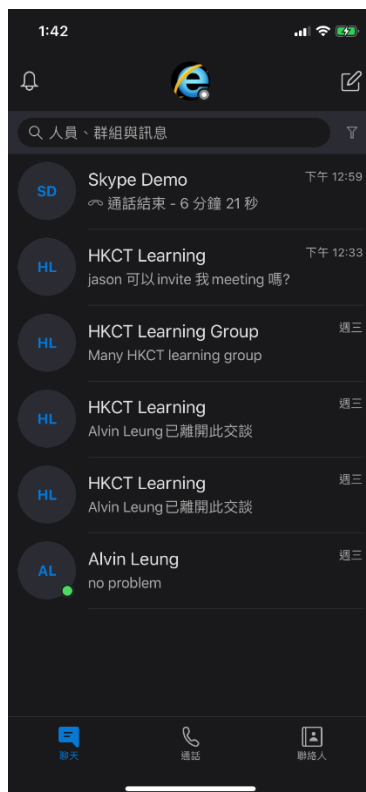 1:42
人員、群組與訊息
SD
Skype Demo
下午 12:59
通話結束 - 6 分鐘 21 秒
HL
HKCT Learning
下午 12:33
jason 可以 invite 我 meeting 嗎?
HL
HKCT Learning Group
週三
Many HKCT learning group
HL
HKCT Learning
週三
Alvin Leung已離開此交談
HL
HKCT Learning
週三
Alvin Leung已離開此交談
AL
Alvin Leung
週三
no problem
聊天
通話
聯絡人